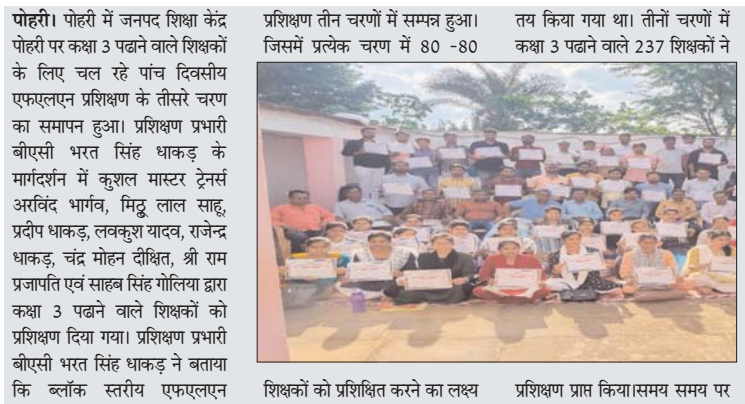 पोहरी। पोहरी में जनपद शिक्षा केंद्र
पोहरी पर कक्षा 3 पढाने वाले शिक्षकों
के लिए चल रहे पांच दिवसीय
एफएलएन प्रशिक्षण के तीसरे चरण
का समापन हुआ। प्रशिक्षण प्रभारी
बीएसी भरत सिंह धाकड़ के
मार्गदर्शन में कुशल मास्टर ट्रेनर्स
अरविंद भार्गव, मिठ्ठू लाल साहू,
प्रदीप धाकड़, लवकुश यादव, राजेन्द्र
धाकड़, चंद्र मोहन दीक्षित, श्री राम
प्रजापति एवं साहब सिंह गोलिया द्वारा
कक्षा 3 पढाने वाले शिक्षकों को
प्रशिक्षण दिया गया। प्रशिक्षण प्रभारी
बीएसी भरत सिंह धाकड़ ने बताया
कि ब्लॉक स्तरीय एफएलएन
प्रशिक्षण तीन चरणों में सम्पन्न हुआ।
जिसमें प्रत्येक चरण में 80 -80
शिक्षकों को प्रशिक्षित करने का लक्ष्य
तय किया गया था। तीनों चरणों में
कक्षा 3 पढाने वाले 237 शिक्षकों ने
प्रशिक्षण प्राप्त किया।समय समय पर